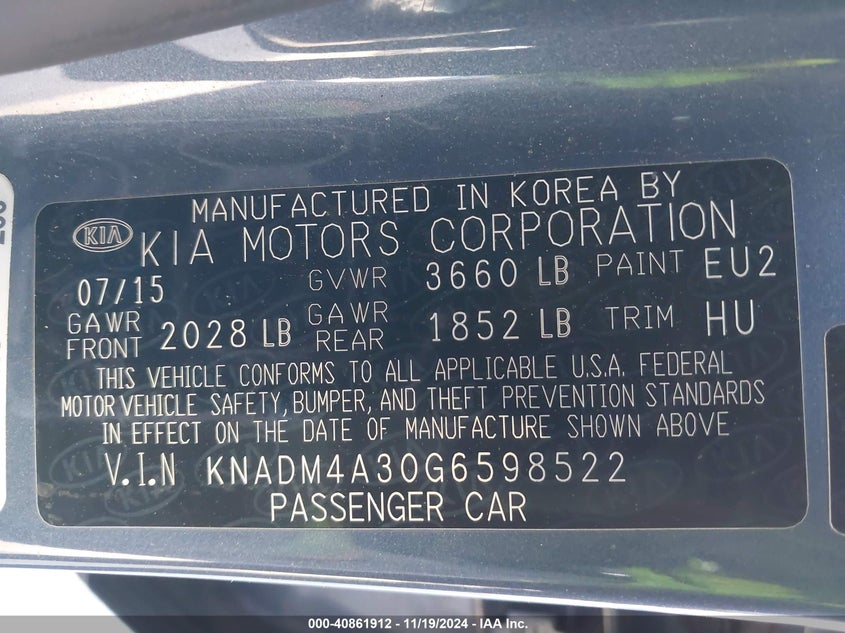 MANUFACTURED IN KOREA BY
KIA KIA MOTORS CORPORATION
07/15 GVWR 3660 LB PAINT EU2
GAWR FRONT 2028 LB GAWR REAR 1852 LB TRIM HU
THIS VEHICLE CONFORMS TO ALL APPLICABLE U.S.A. FEDERAL
MOTOR VEHICLE SAFETY, BUMPER, AND THEFT PREVENTION STANDARDS
IN EFFECT ON THE DATE OF MANUFACTURE SHOWN ABOVE
V.I.N KNADM4A30G6598522
PASSENGER CAR
000-40861912 - 11/19/2024 - IAA Inc.